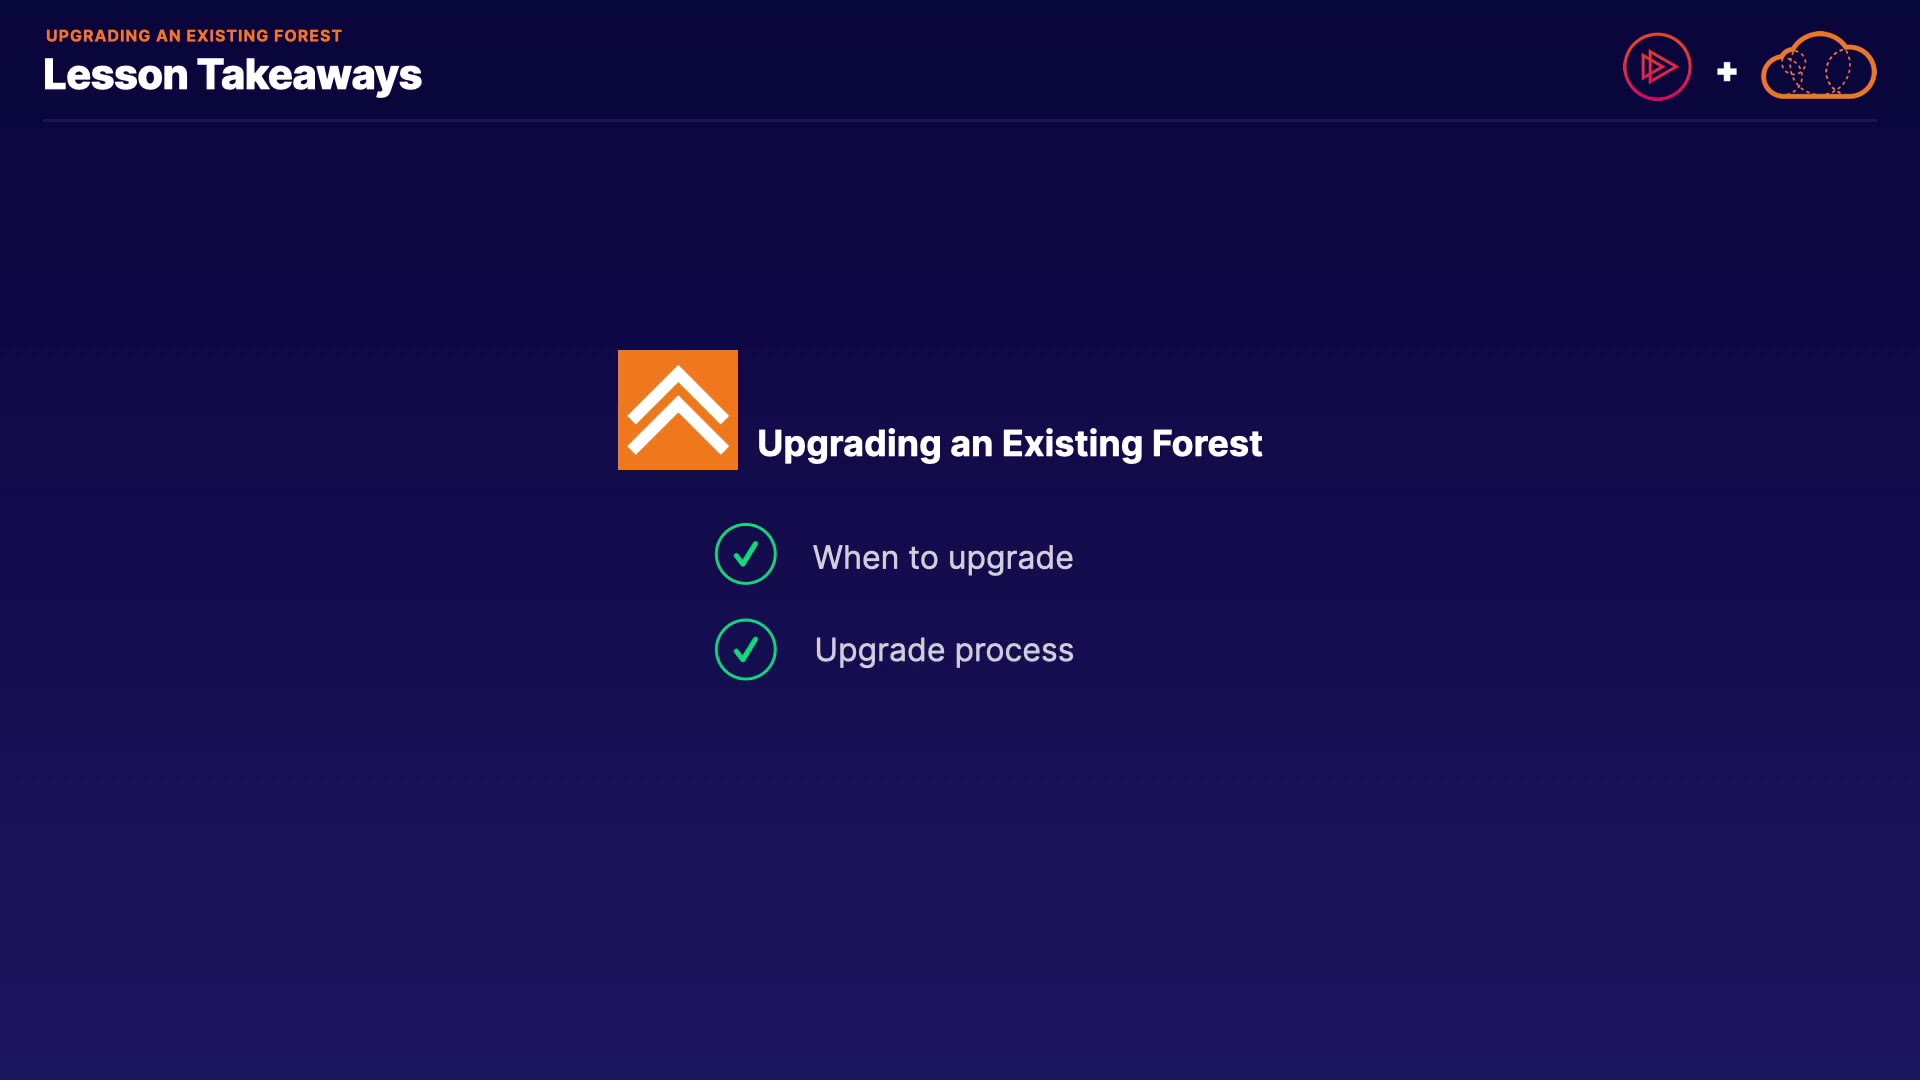 UPGRADING AN EXISTING FOREST
Lesson Takeaways
Upgrading an Existing Forest
When to upgrade
Upgrade process